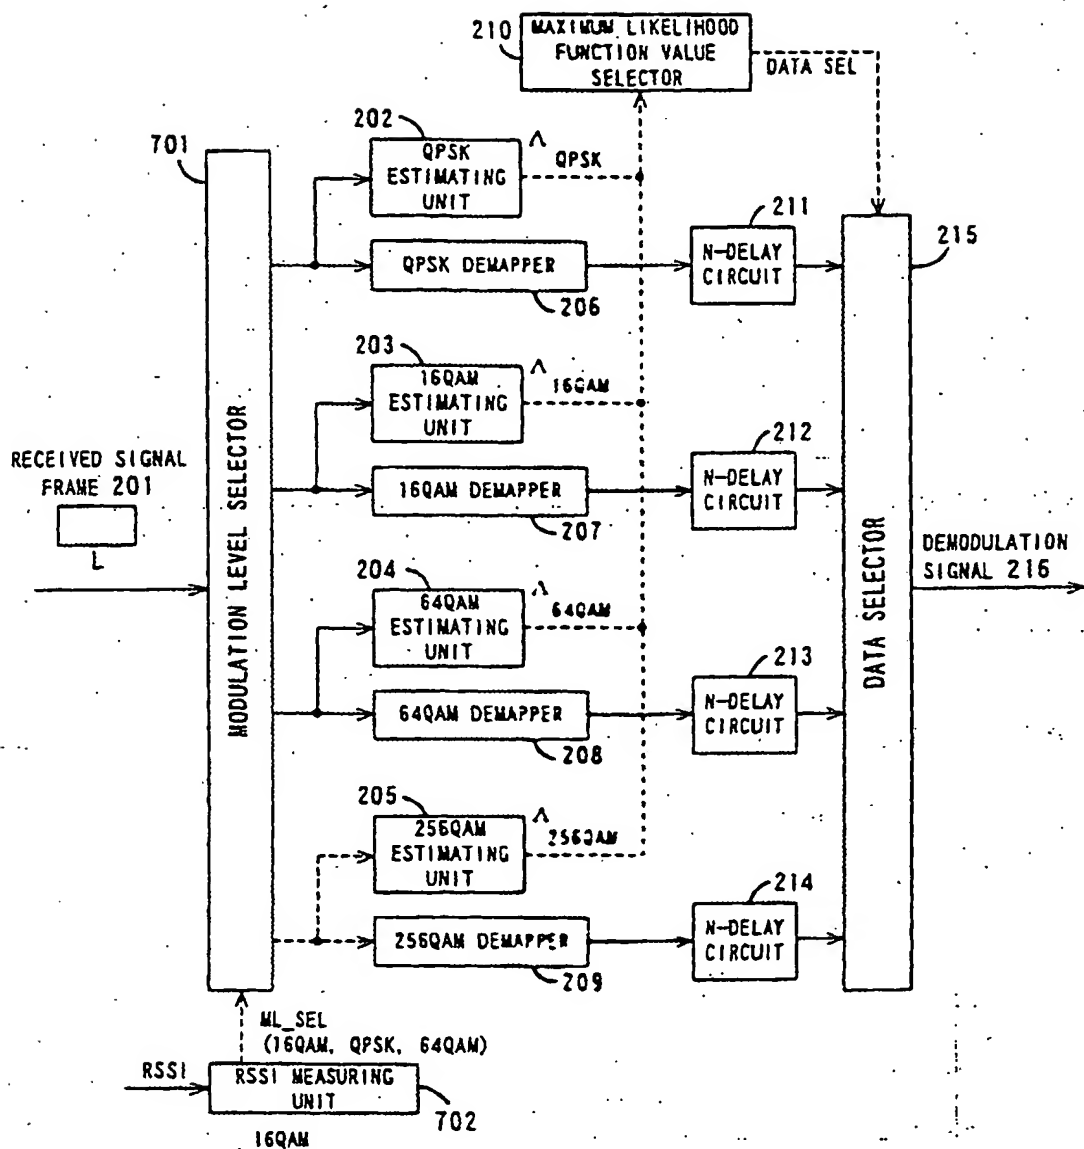 210
MAXIMUM LIKELIHOOD
FUNCTION VALUE
SELECTOR
DATA SEL
701
202
QPSK
ESTIMATING
UNIT
Λ QPSK
QPSK DEMAPPER
206
211
N-DELAY
CIRCUIT
215
203
16QAM
ESTIMATING
UNIT
Λ 16QAM
16QAM DEMAPPER
207
212
N-DELAY
CIRCUIT
RECEIVED SIGNAL
FRAME 201
L
MODULATION LEVEL SELECTOR
204
64QAM
ESTIMATING
UNIT
Λ 64QAM
64QAM DEMAPPER
208
213
N-DELAY
CIRCUIT
DATA SELECTOR
DEMODULATION
SIGNAL 216
205
256QAM
ESTIMATING
UNIT
Λ 256QAM
256QAM DEMAPPER
209
214
N-DELAY
CIRCUIT
ML_SEL
(16QAM, QPSK, 64QAM)
RSSI
RSSI MEASURING
UNIT
702
16QAM